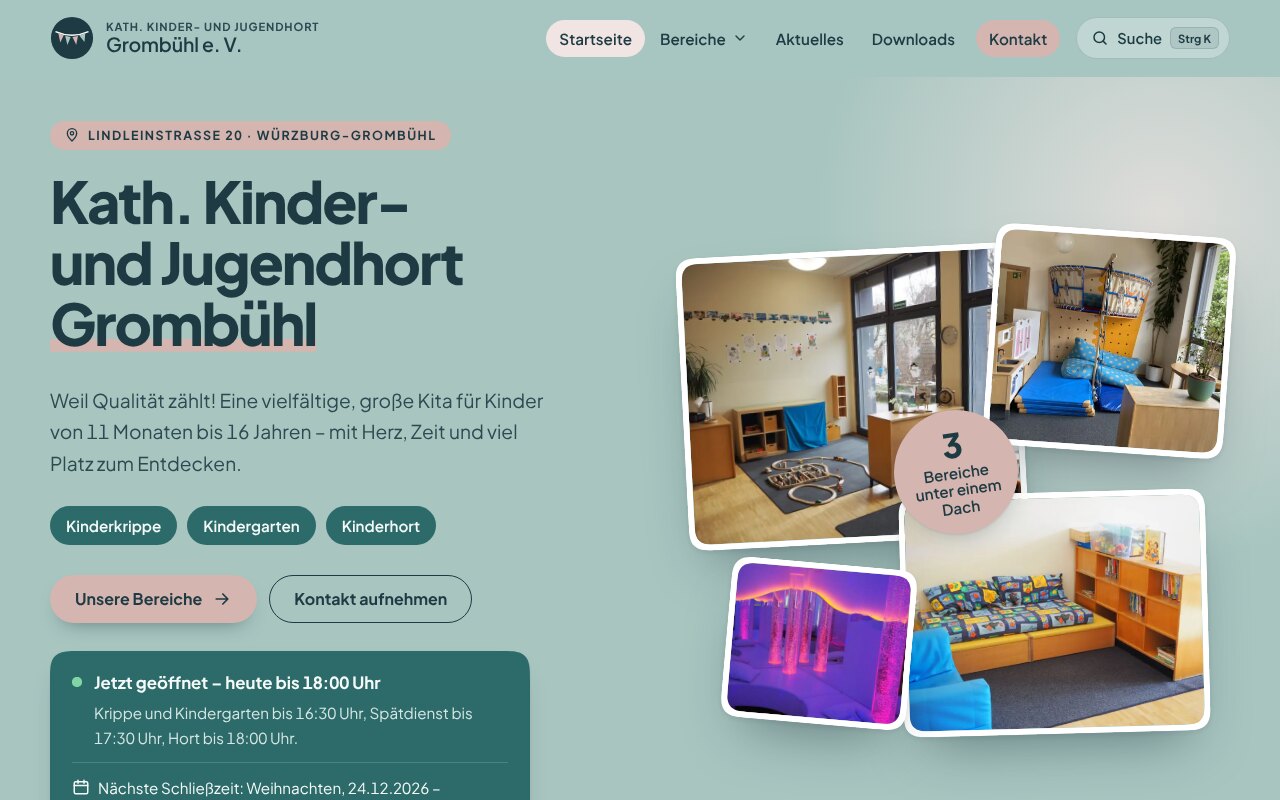 KATH. KINDER- UND JUGENDHORT
Grombühl e. V.
Startseite
Bereiche
Aktuelles
Downloads
Kontakt
Suche
Strg K
LINDLEINSTRASSE 20 · WÜRZBURG-GROMBÜHL
Kath. Kinder-
und Jugendhort
Grombühl
Weil Qualität zählt! Eine vielfältige, große Kita für Kinder
von 11 Monaten bis 16 Jahren – mit Herz, Zeit und viel
Platz zum Entdecken.
Kinderkrippe
Kindergarten
Kinderhort
Unsere Bereiche
Kontakt aufnehmen
3
Bereiche
unter einem
Dach
Jetzt geöffnet – heute bis 18:00 Uhr
Krippe und Kindergarten bis 16:30 Uhr, Spätdienst bis
17:30 Uhr, Hort bis 18:00 Uhr.
Nächste Schließzeit: Weihnachten, 24.12.2026 –